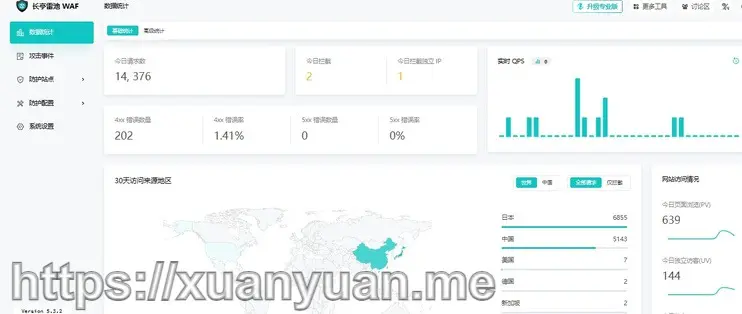 长亭雷池 WAF
数据统计
升级专业版
更多工具
讨论区
数据统计
攻击事件
防护站点
防护配置
系统设置
基础统计 高级统计
今日请求数
14, 376
今日拦截
2
今日拦截独立 IP
1
实时 QPS
0
4xx 错误数量
202
4xx 错误率
1.41%
5xx 错误数量
0
5xx 错误率
0%
30天访问来源地区
世界 中国
全部请求 仅拦截
日本 6855
中国 5143
美国 7
德国 2
新加坡 2
网站访问情况
今日页面浏览(PV)
639
今日独立访客(UV)
144
https://xuanyuan.me
Version 5.3.2